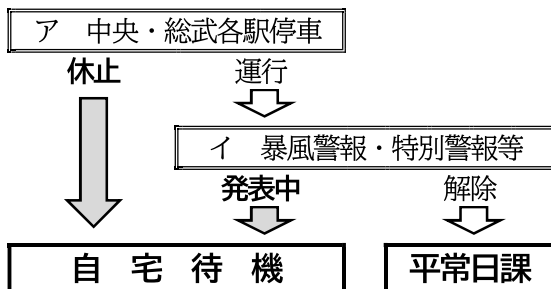 ア 中央・総武各駅停車
休止 運行
イ 暴風警報・特別警報等
発表中 解除
自宅待機 平常日課